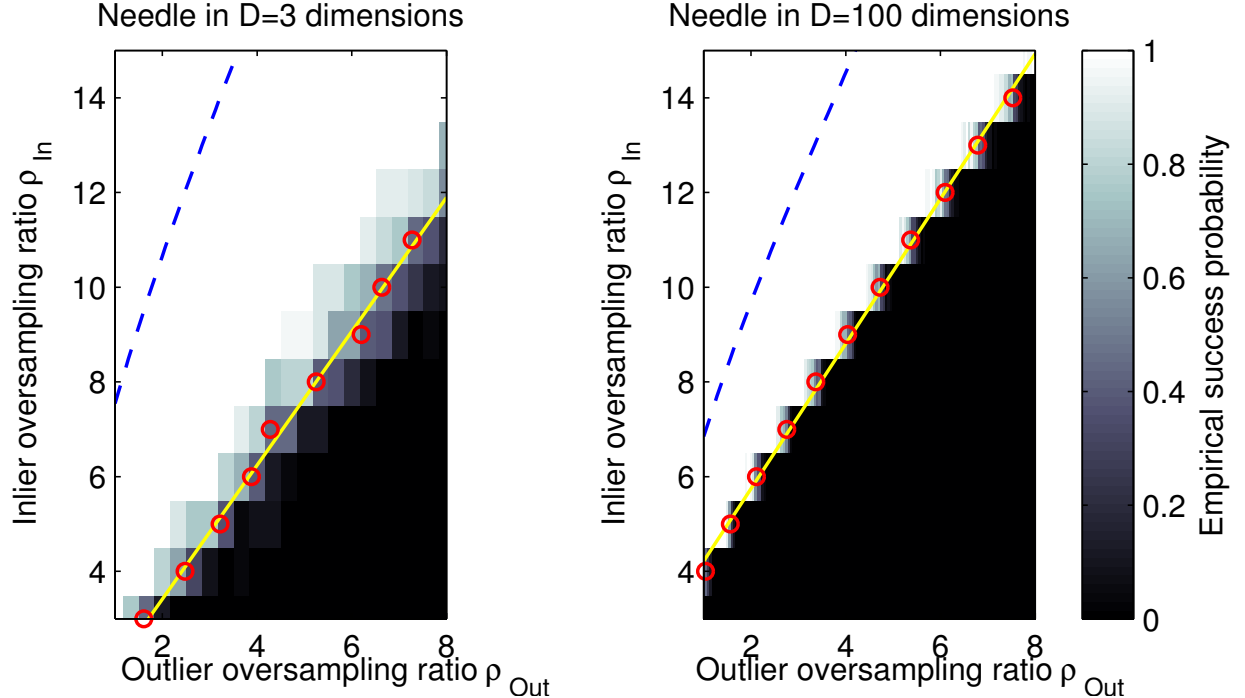 Needle in D=3 dimensions
14
12
10
8
6
4
2 4 6 8
Inlier oversampling ratio ρ In
Outlier oversampling ratio ρ Out
Needle in D=100 dimensions
14
12
10
8
6
4
2 4 6 8
Inlier oversampling ratio ρ In
Outlier oversampling ratio ρ Out
1
0.8
0.6
0.4
0.2
0
Empirical success probability